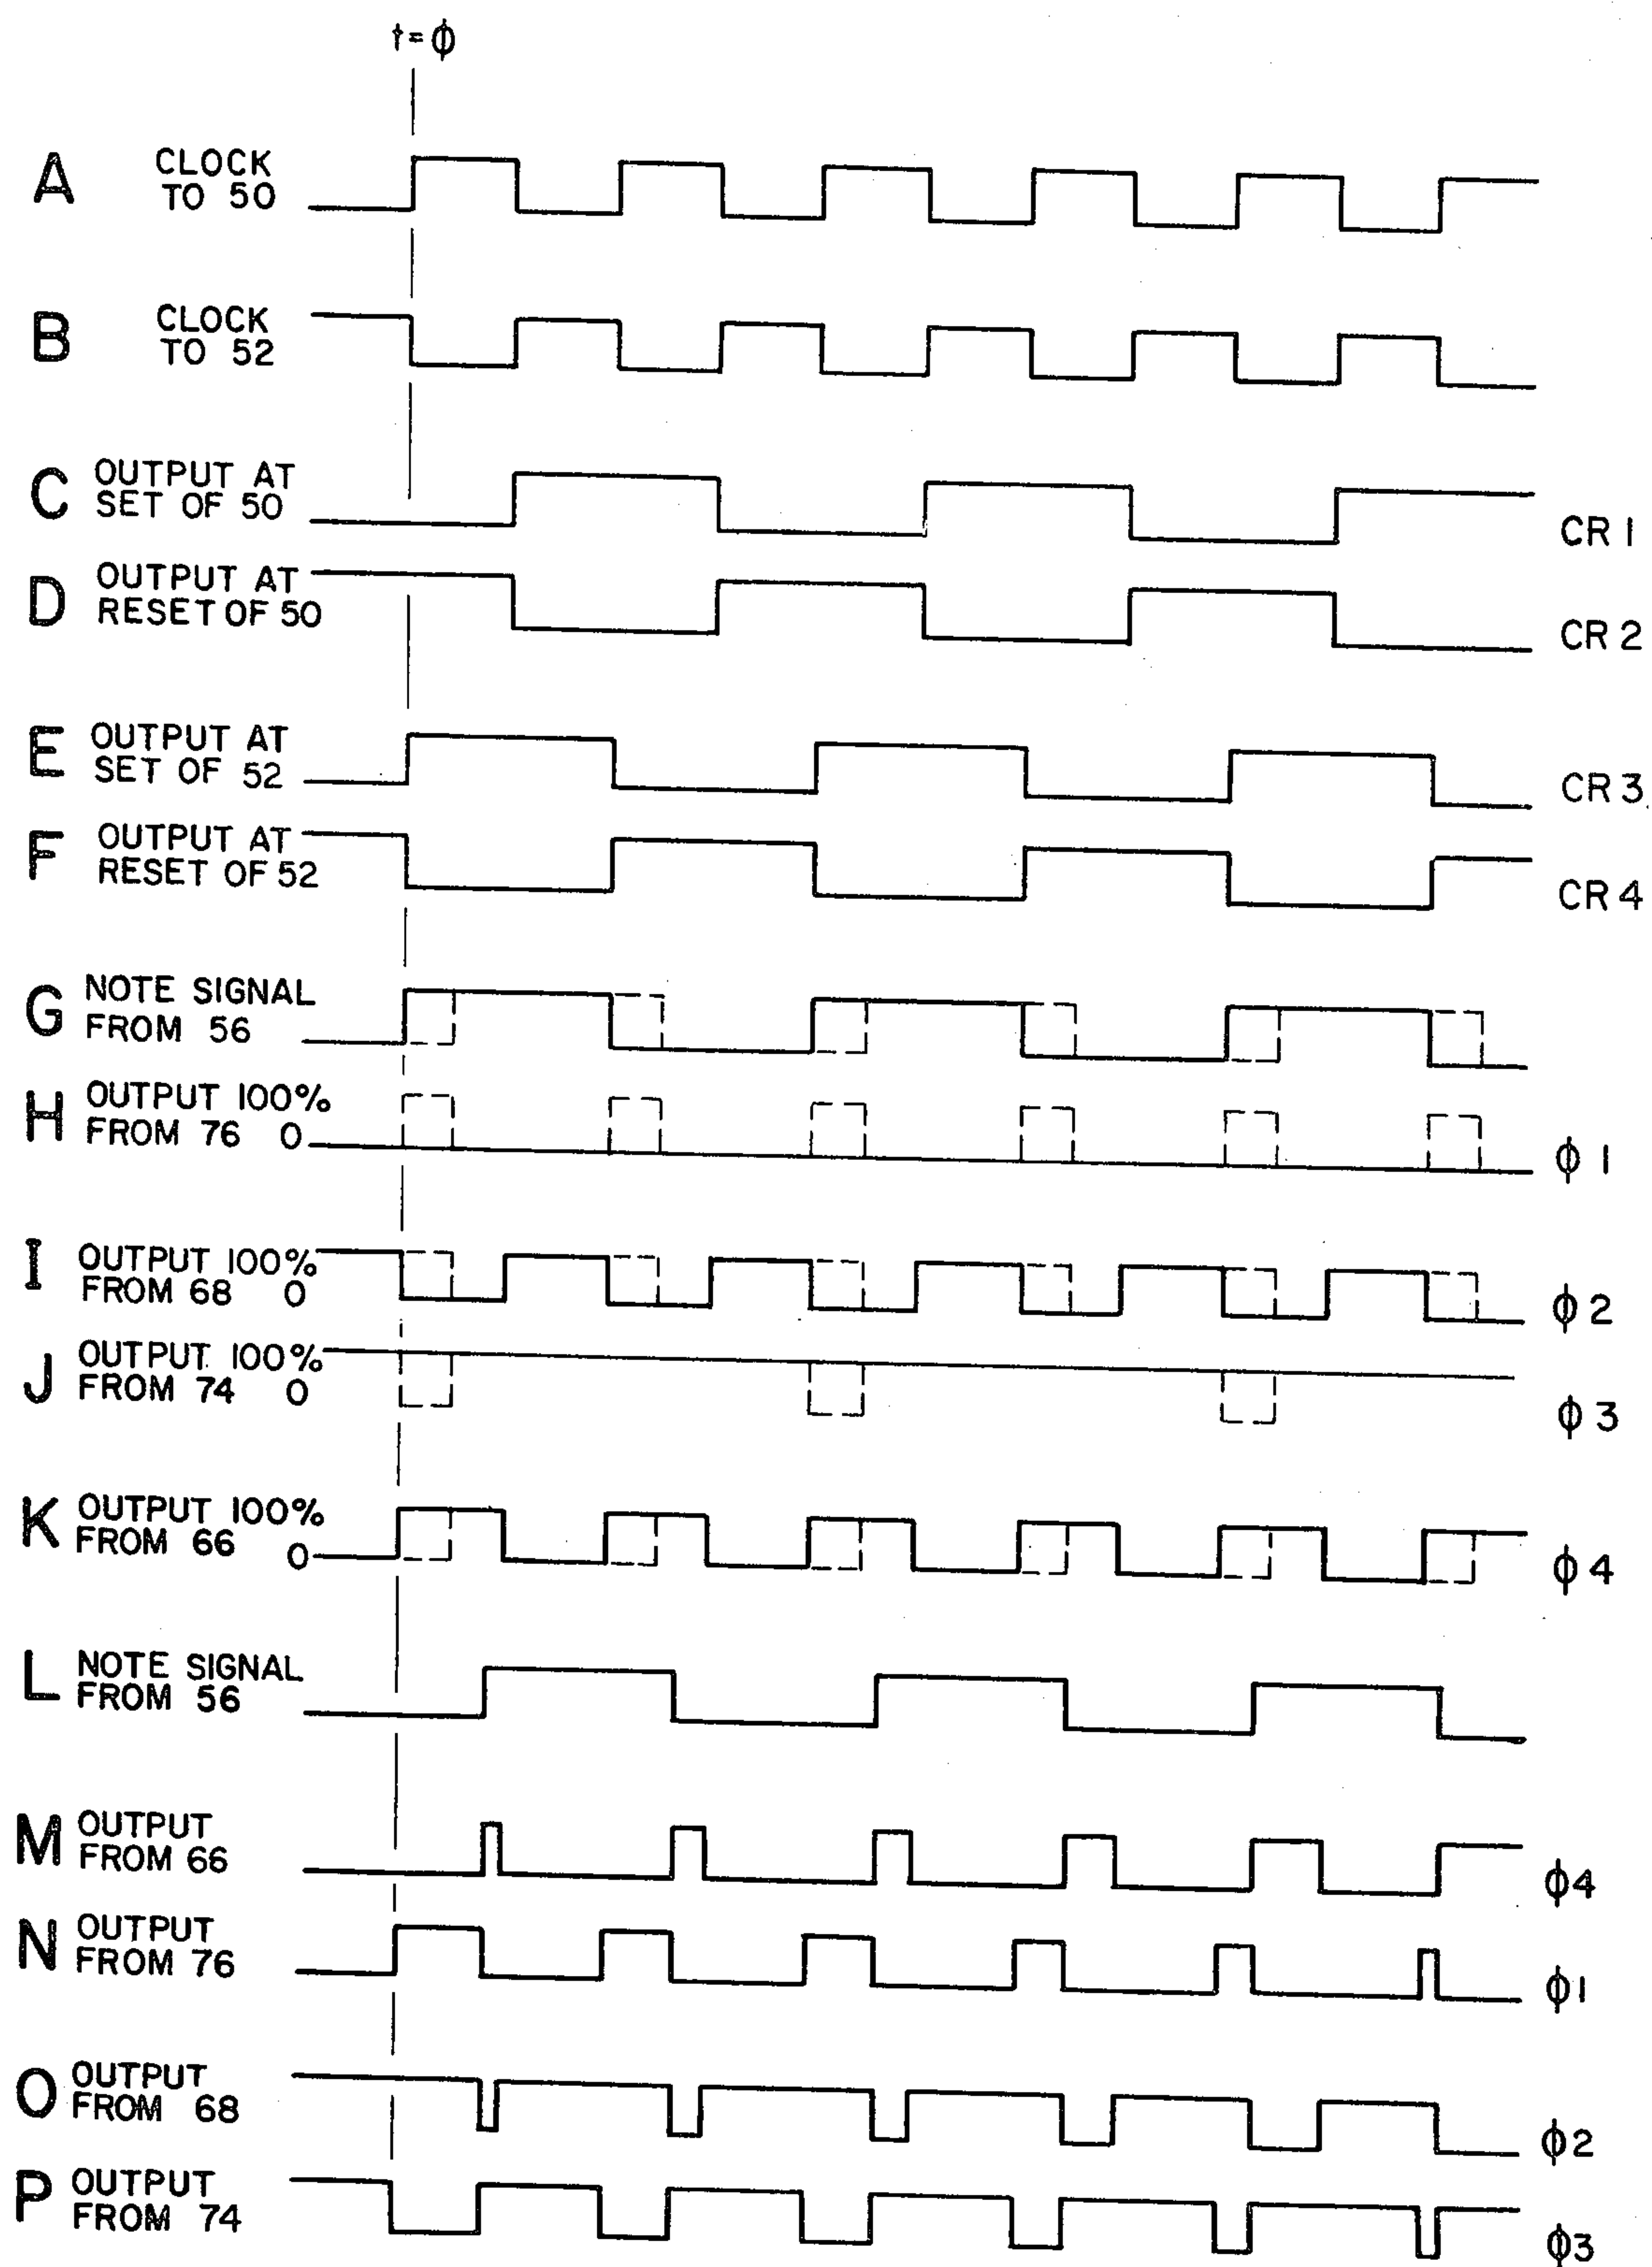 t=ϕ
A CLOCK
TO 50
B CLOCK
TO 52
C OUTPUT AT
SET OF 50
CR 1
D OUTPUT AT
RESET OF 50
CR 2
E OUTPUT AT
SET OF 52
CR 3
F OUTPUT AT
RESET OF 52
CR 4
G NOTE SIGNAL
FROM 56
H OUTPUT 100%
FROM 76 0
ϕ 1
I OUTPUT 100%
FROM 68 0
ϕ 2
J OUTPUT 100%
FROM 74 0
ϕ 3
K OUTPUT 100%
FROM 66 0
ϕ 4
L NOTE SIGNAL
FROM 56
M OUTPUT
FROM 66
ϕ4
N OUTPUT
FROM 76
ϕ1
O OUTPUT
FROM 68
ϕ2
P OUTPUT
FROM 74
ϕ3